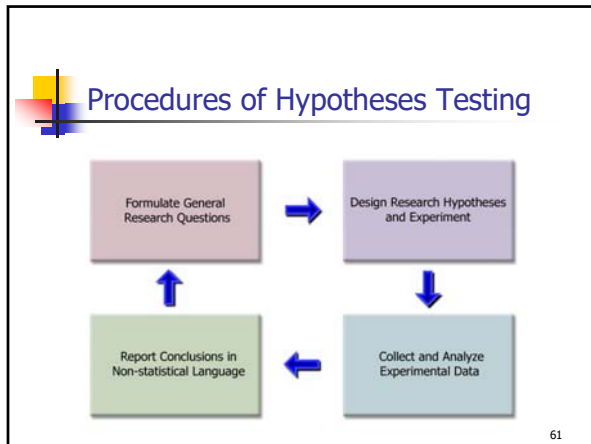 Procedures of Hypotheses Testing
Formulate General
Research Questions
Design Research Hypotheses
and Experiment
Report Conclusions in
Non-statistical Language
Collect and Analyze
Experimental Data
61